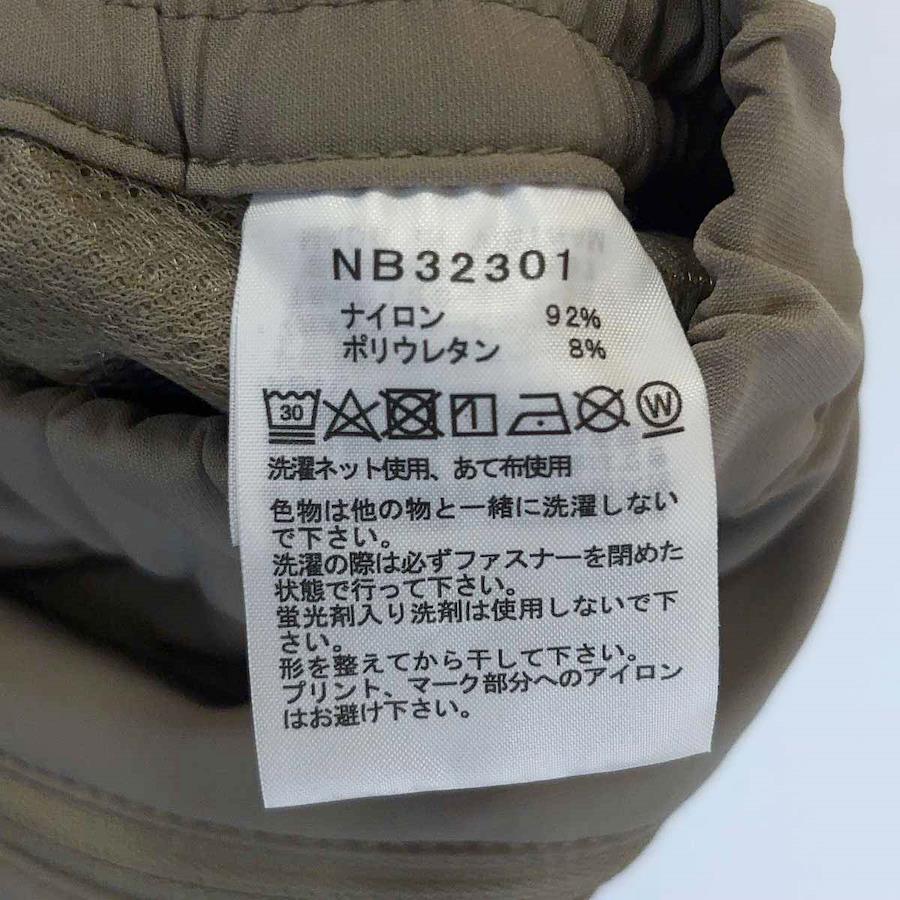 NB32301
ナイロン 92%
ポリウレタン 8%
30 W
洗濯ネット使用、あて布使用
色物は他の物と一緒に洗濯しない
で下さい。
洗濯の際は必ずファスナーを閉めた
状態で行って下さい。
蛍光剤入り洗剤は使用しないで下
さい。
形を整えてから干して下さい。
プリント、マーク部分へのアイロン
はお避け下さい。